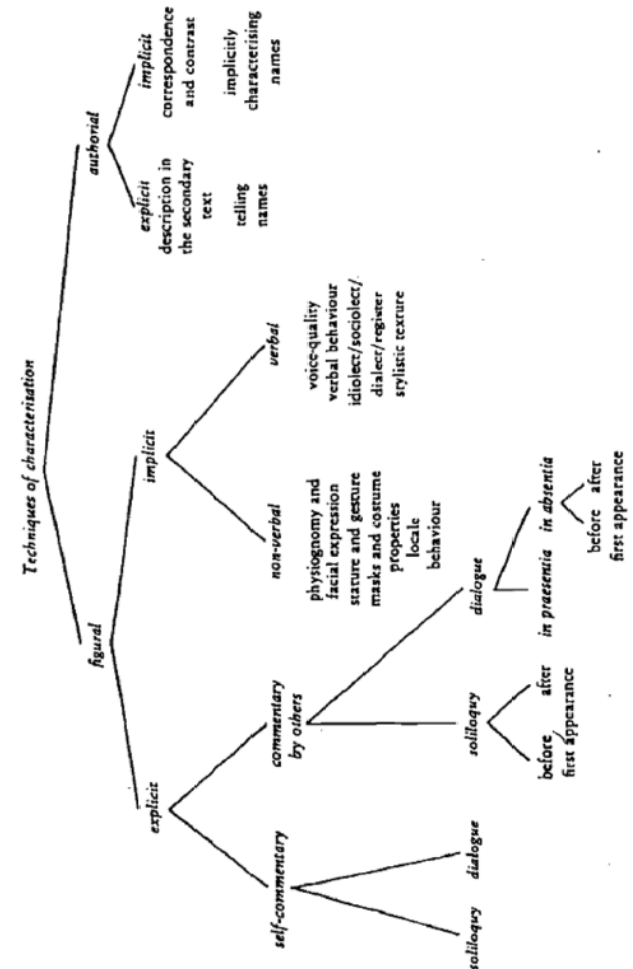 Techniques of characterisation
figural
authorial
explicit
implicit
explicit
description in
the secondary
text
telling
names
implicit
correspondence
and contrast
implicitly
characterising
names
self-commentary
commentary
by others
non-verbal
physiognomy and
facial expression
stature and gesture
masks and costume
properties
locale
behaviour
verbal
voice-quality
verbal behaviour
idiolect/sociolect/
dialect/register
stylistic texture
soliloquy
dialogue
soliloquy
before after
first appearance
dialogue
in praesentia
in absentia
before after
first appearance